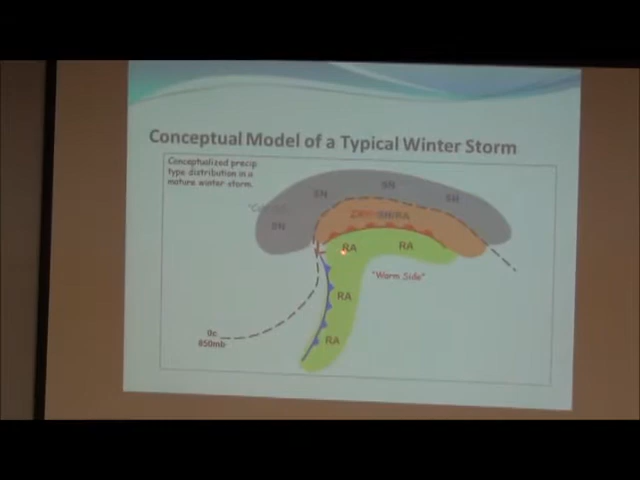 Conceptual Model of a Typical Winter Storm
Conceptualized precip
type distribution in a
mature winter storm.
SN
SN
SN
SN
RA
RA
"Warm Side"
RA
RA
0c
850mb